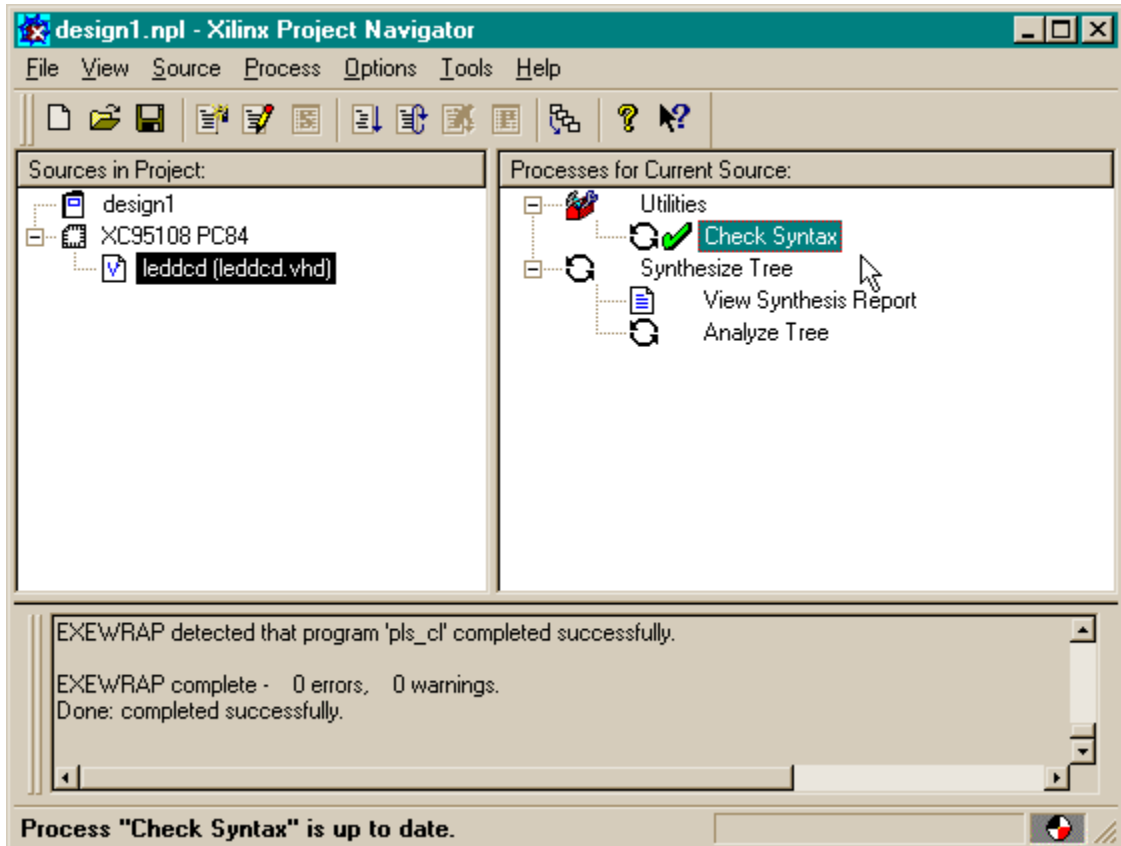 design1.npl - Xilinx Project Navigator
File View Source Process Options Tools Help
Sources in Project:
design1
XC95108 PC84
leddcd (leddcd.vhd)
Processes for Current Source:
Utilities
Check Syntax
Synthesize Tree
View Synthesis Report
Analyze Tree
EXEWRAP detected that program 'pls_cl' completed successfully.
EXEWRAP complete - 0 errors, 0 warnings.
Done: completed successfully.
Process "Check Syntax" is up to date.